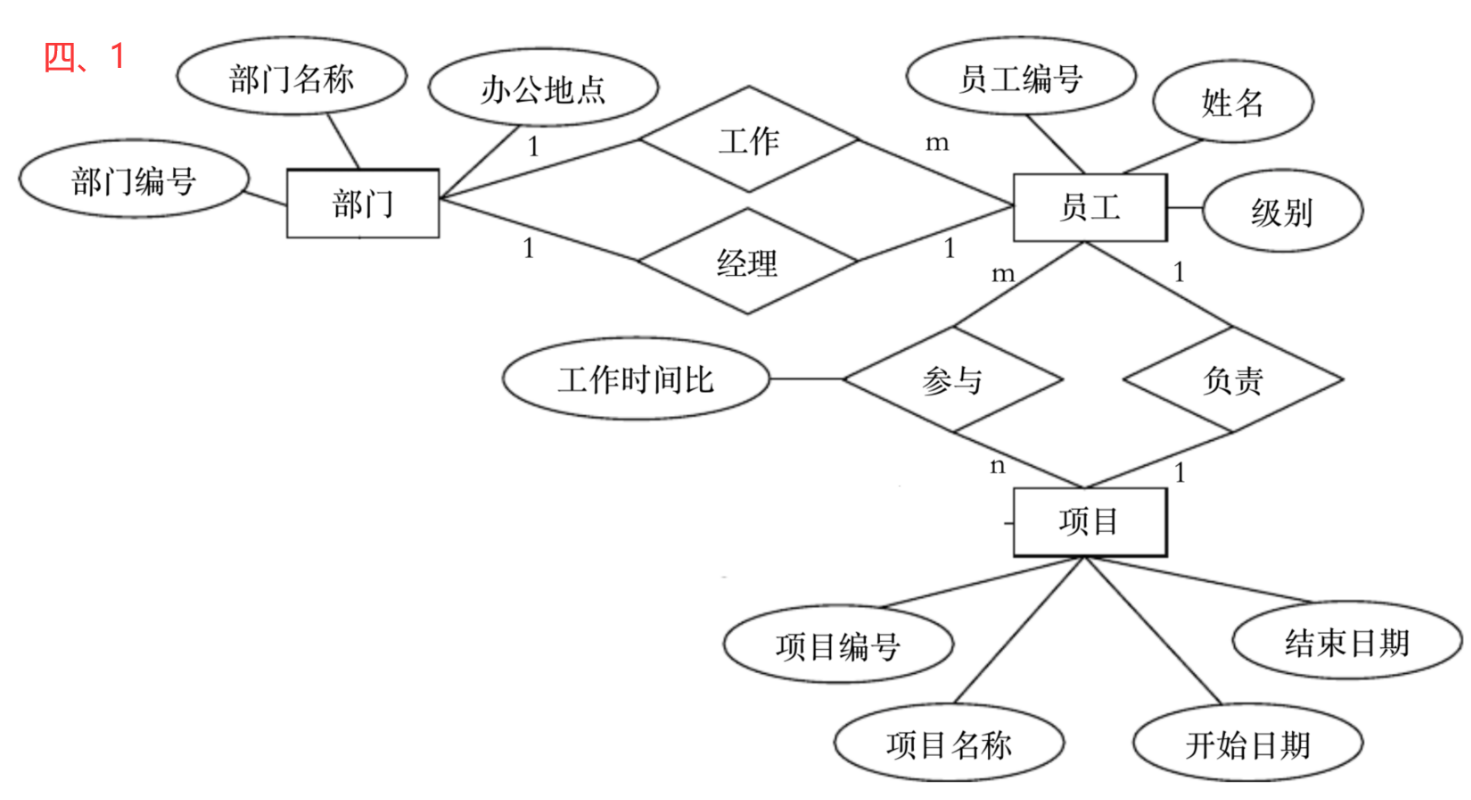 四、1
部门名称
办公地点
员工编号
姓名
部门编号
部门
1
工作
m
员工
级别
1
经理
1
m
1
工作时间比
参与
负责
n
1
项目
项目编号
结束日期
项目名称
开始日期